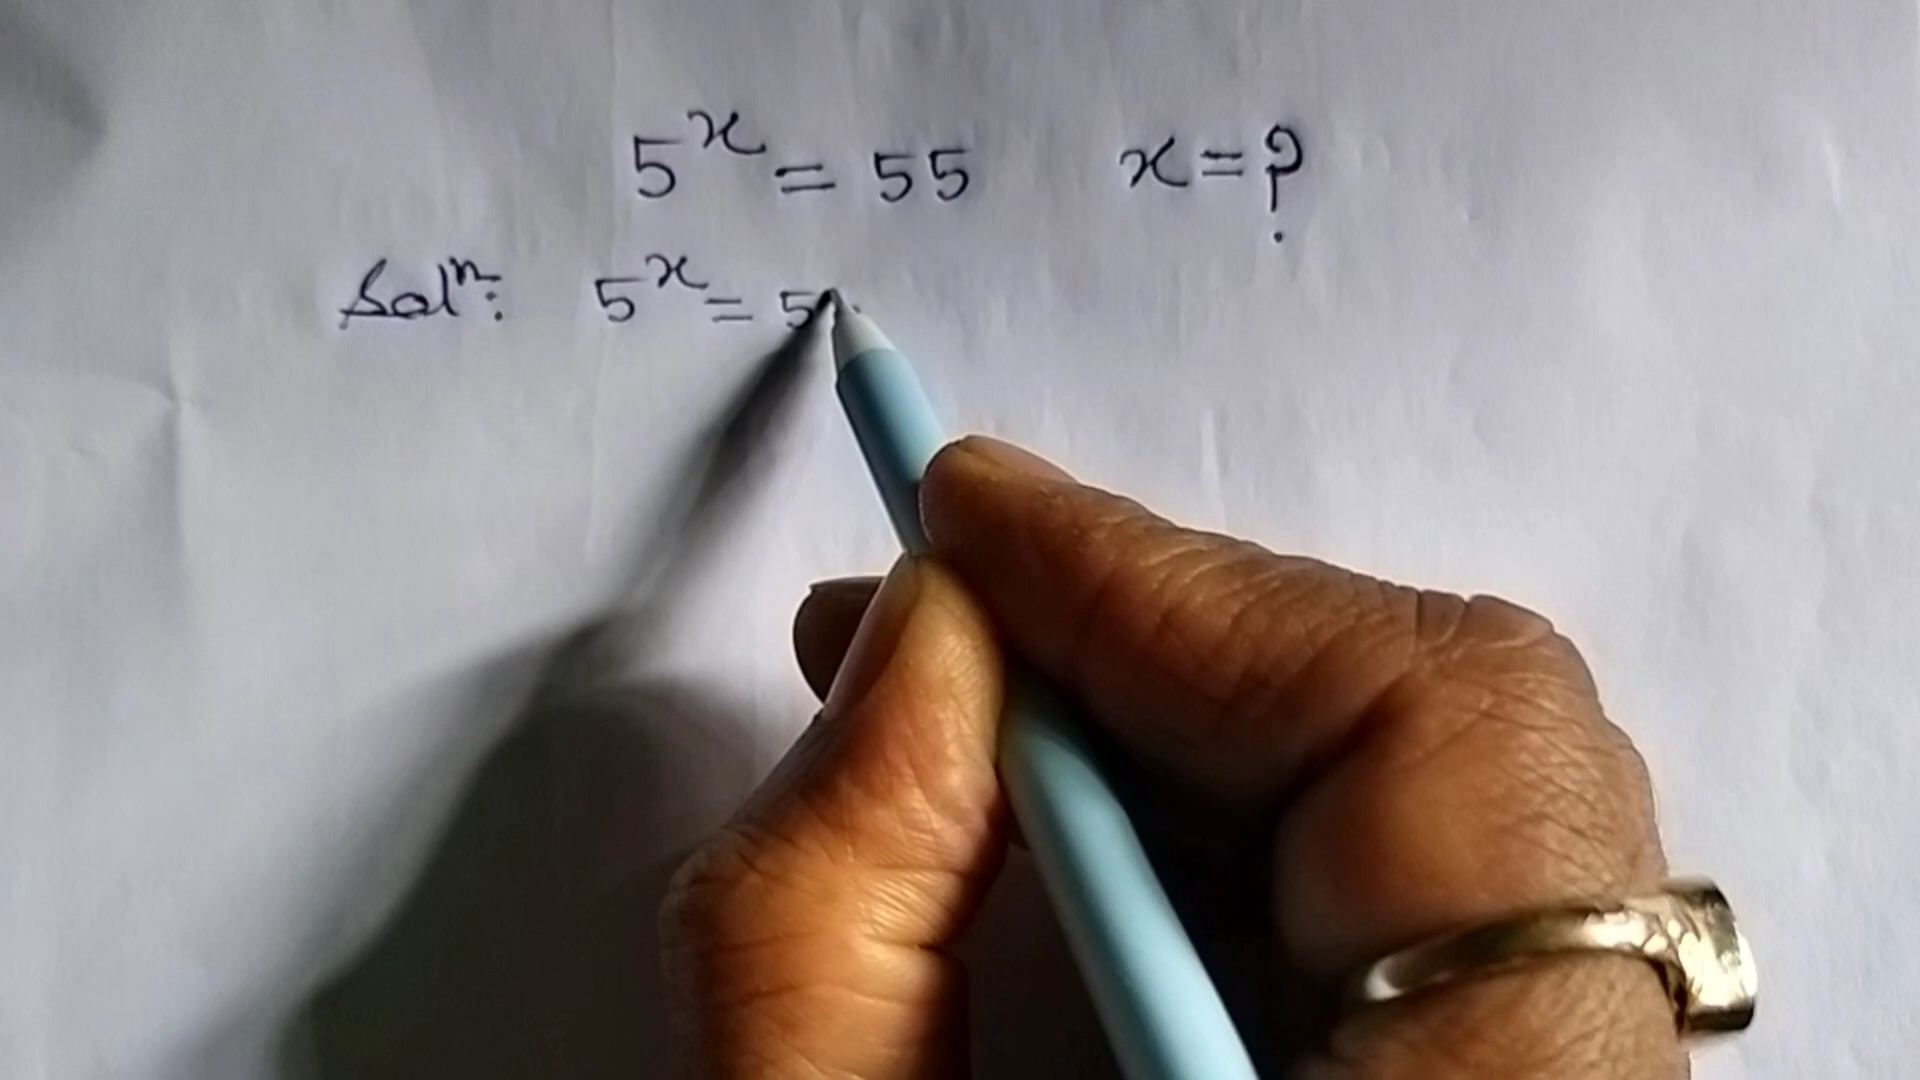 5^x = 55 x = ?
Solⁿ: 5^x = 5